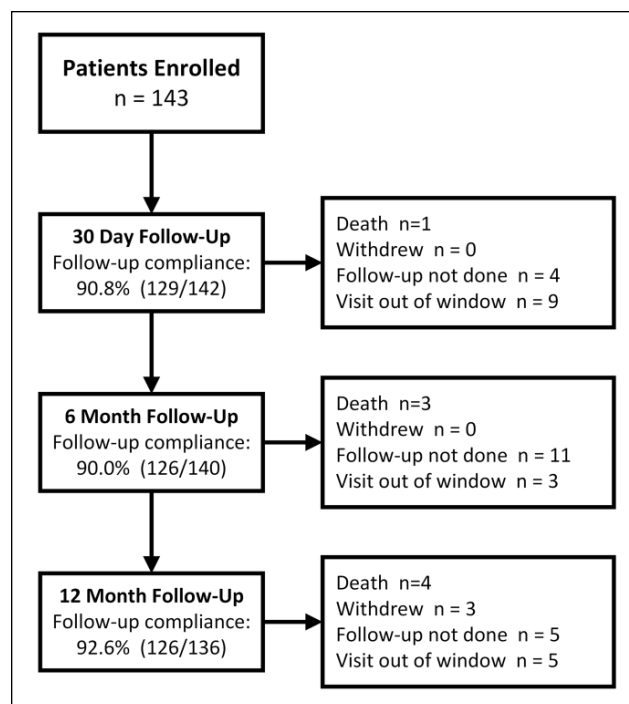 Patients Enrolled
n = 143
30 Day Follow-Up
Follow-up compliance:
90.8% (129/142)
Death n=1
Withdrew n = 0
Follow-up not done n = 4
Visit out of window n = 9
6 Month Follow-Up
Follow-up compliance:
90.0% (126/140)
Death n=3
Withdrew n = 0
Follow-up not done n = 11
Visit out of window n = 3
12 Month Follow-Up
Follow-up compliance:
92.6% (126/136)
Death n=4
Withdrew n = 3
Follow-up not done n = 5
Visit out of window n = 5